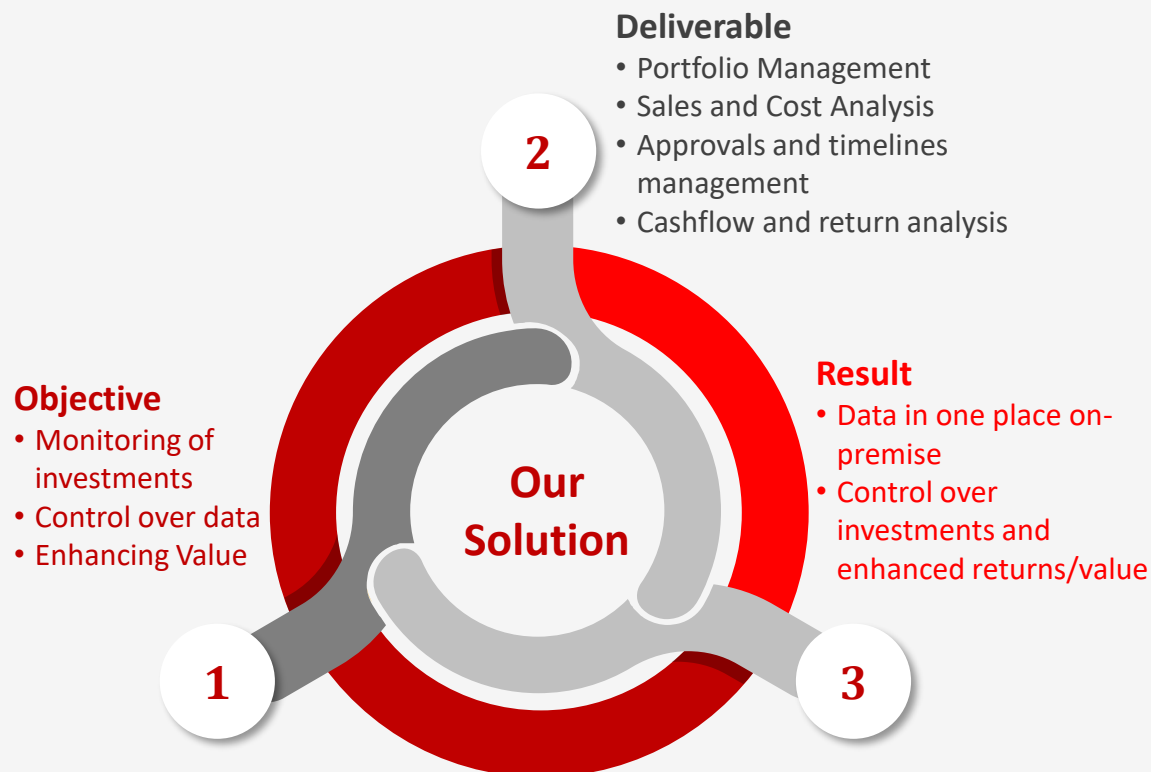 Deliverable
• Portfolio Management
• Sales and Cost Analysis
• Approvals and timelines
management
• Cashflow and return analysis
2
Objective
• Monitoring of
investments
• Control over data
• Enhancing Value
Our
Solution
Result
• Data in one place on-
premise
• Control over
investments and
enhanced returns/value
1
3